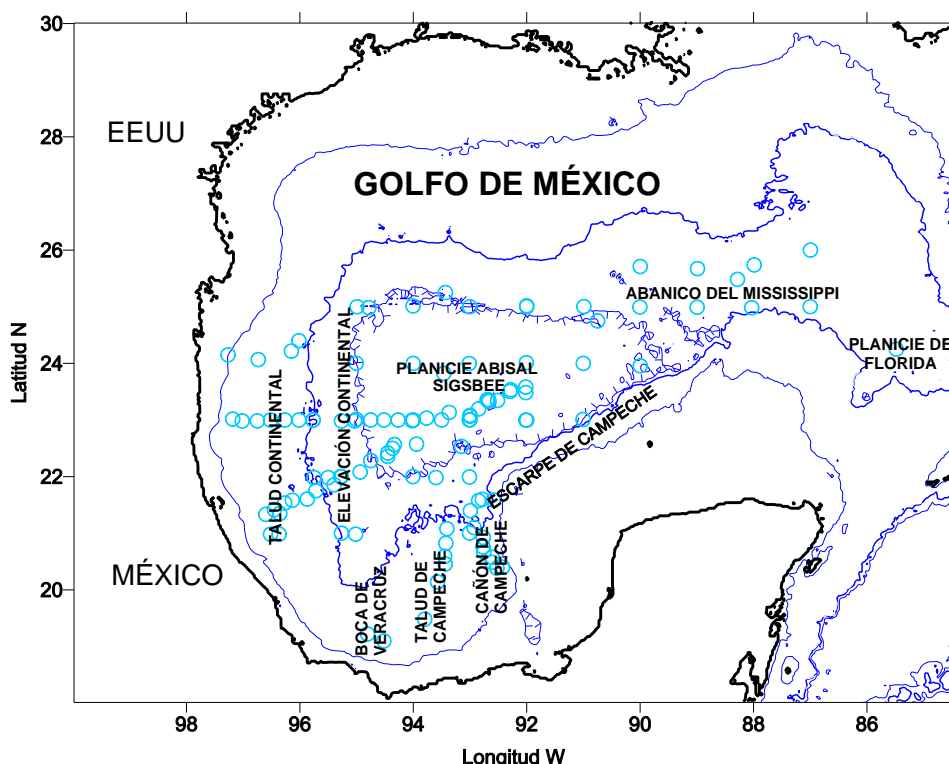 30
28
26
24
22
20
Latitud N
EEUU
GOLFO DE MÉXICO
ABANICO DEL MISSISSIPPI
PLANICIE DE
FLORIDA
PLANICIE ABISAL
SIGSBEE
TALUD CONTINENTAL
ELEVACIÓN CONTINENTAL
ESCARPE DE CAMPECHE
MÉXICO
BOCA DE
VERACRUZ
TALUD DE
CAMPECHE
CAÑÓN DE
CAMPECHE
98 96 94 92 90 88 86
Longitud W